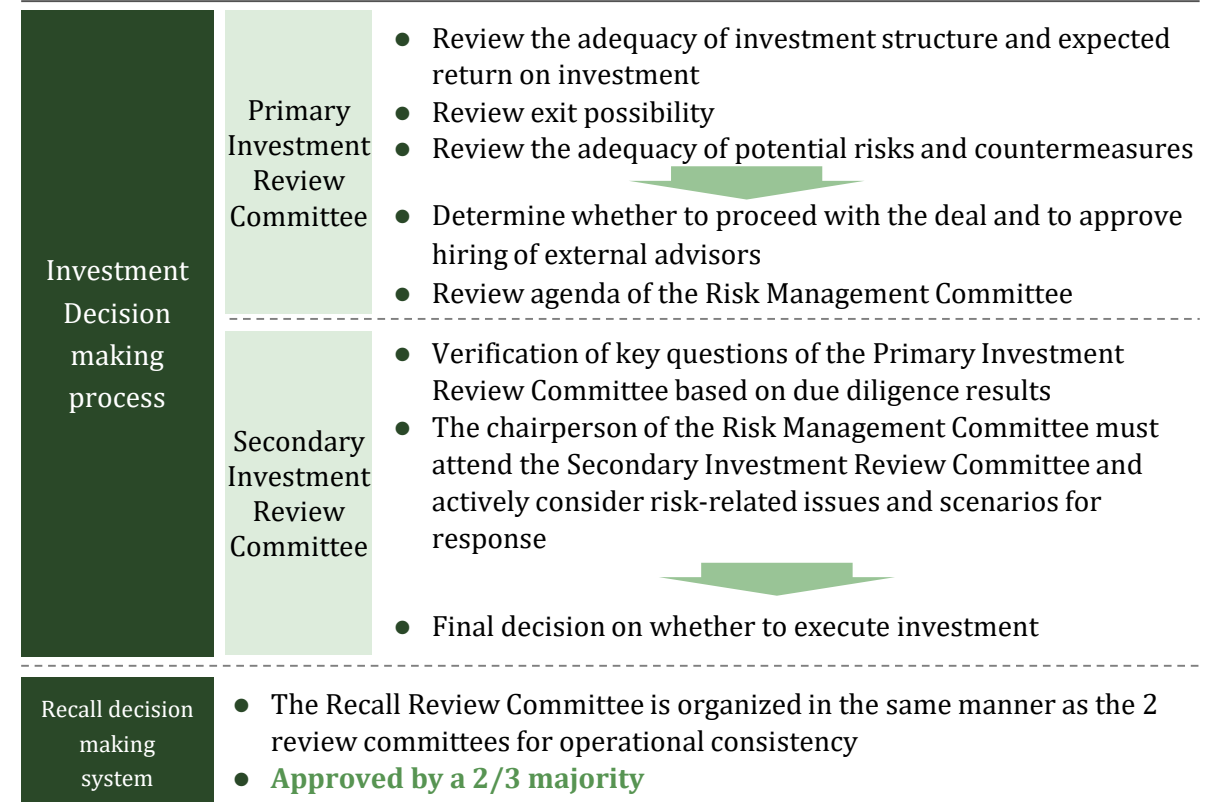 Investment
Decision
making
process
Primary
Investment
Review
Committee
● Review the adequacy of investment structure and expected
return on investment
● Review exit possibility
● Review the adequacy of potential risks and countermeasures
● Determine whether to proceed with the deal and to approve
hiring of external advisors
● Review agenda of the Risk Management Committee
Secondary
Investment
Review
Committee
● Verification of key questions of the Primary Investment
Review Committee based on due diligence results
● The chairperson of the Risk Management Committee must
attend the Secondary Investment Review Committee and
actively consider risk-related issues and scenarios for
response
● Final decision on whether to execute investment
Recall decision
making
system
● The Recall Review Committee is organized in the same manner as the 2
review committees for operational consistency
● Approved by a 2/3 majority